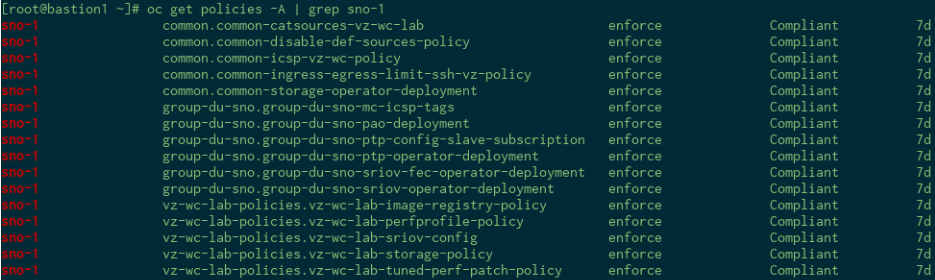 [root@bastion1 ~]# oc get policies -A | grep sno-1
sno-1 common.common-catsources-vz-wc-lab enforce Compliant 7d
sno-1 common.common-disable-def-sources-policy enforce Compliant 7d
sno-1 common.common-icsp-vz-wc-policy enforce Compliant 7d
sno-1 common.common-ingress-egress-limit-ssh-vz-policy enforce Compliant 7d
sno-1 common.common-storage-operator-deployment enforce Compliant 7d
sno-1 group-du-sno.group-du-sno-mc-icsp-tags enforce Compliant 7d
sno-1 group-du-sno.group-du-sno-pao-deployment enforce Compliant 7d
sno-1 group-du-sno.group-du-sno-ptp-config-slave-subscription enforce Compliant 7d
sno-1 group-du-sno.group-du-sno-ptp-operator-deployment enforce Compliant 7d
sno-1 group-du-sno.group-du-sno-sriov-fec-operator-deployment enforce Compliant 7d
sno-1 group-du-sno.group-du-sno-sriov-operator-deployment enforce Compliant 7d
sno-1 vz-wc-lab-policies.vz-wc-lab-image-registry-policy enforce Compliant 7d
sno-1 vz-wc-lab-policies.vz-wc-lab-perfprofile-policy enforce Compliant 7d
sno-1 vz-wc-lab-policies.vz-wc-lab-sriov-config enforce Compliant 7d
sno-1 vz-wc-lab-policies.vz-wc-lab-storage-policy enforce Compliant 7d
sno-1 vz-wc-lab-policies.vz-wc-lab-tuned-perf-patch-policy enforce Compliant 7d